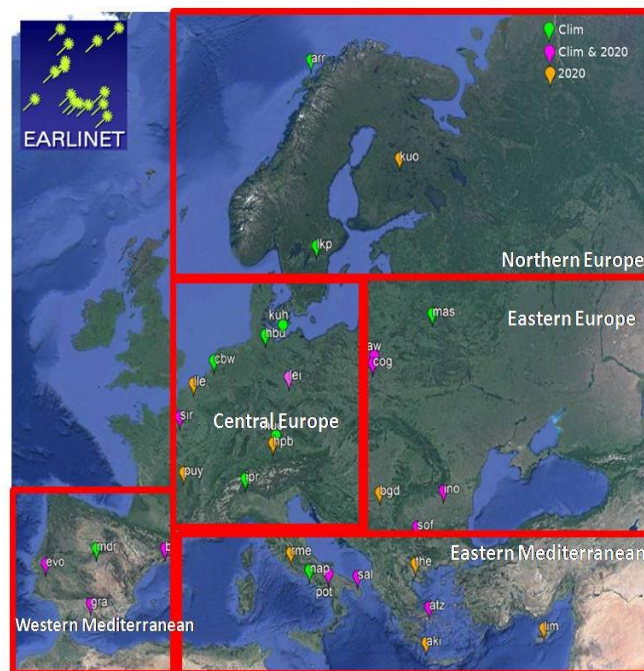 Clim
Clim & 2020
2020
EARLINET
arr
kuo
lkp
Northern Europe
kuh
hbu
mas
Eastern Europe
cbw
aw
cog
lei
lle
sir
Central Europe
hpb
puy
ipr
bgd
ino
sof
mdr
b
evo
rme
the
Eastern Mediterranean
nap
pot
sal
gra
atz
Western Mediterranean
aki
lim